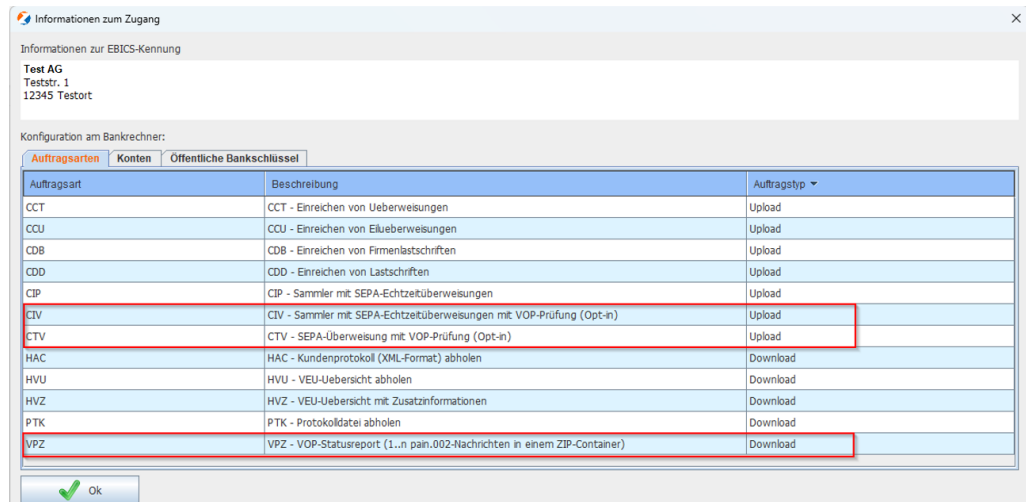 Informationen zum Zugang
Informationen zur EBICS-Kennung
Test AG
Teststr. 1
12345 Testort
Konfiguration am Bankrechner:
Auftragsarten Konten Öffentliche Bankschlüssel
Auftragsart Beschreibung Auftragstyp
CCT CCT - Einreichen von Ueberweisungen Upload
CCU CCU - Einreichen von Eilueberweisungen Upload
CDB CDB - Einreichen von Firmenlastschriften Upload
CDD CDD - Einreichen von Lastschriften Upload
CIP CIP - Sammler mit SEPA-Echtzeitüberweisungen Upload
CIV CIV - Sammler mit SEPA-Echtzeitüberweisungen mit VOP-Prüfung (Opt-in) Upload
CTV CTV - SEPA-Überweisung mit VOP-Prüfung (Opt-in) Upload
HAC HAC - Kundenprotokoll (XML-Format) abholen Download
HVU HVU - VEU-Uebersicht abholen Download
HVZ HVZ - VEU-Uebersicht mit Zusatzinformationen Download
PTK PTK - Protokolldatei abholen Download
VPZ VPZ - VOP-Statusreport (1..n pain.002-Nachrichten in einem ZIP-Container) Download
Ok